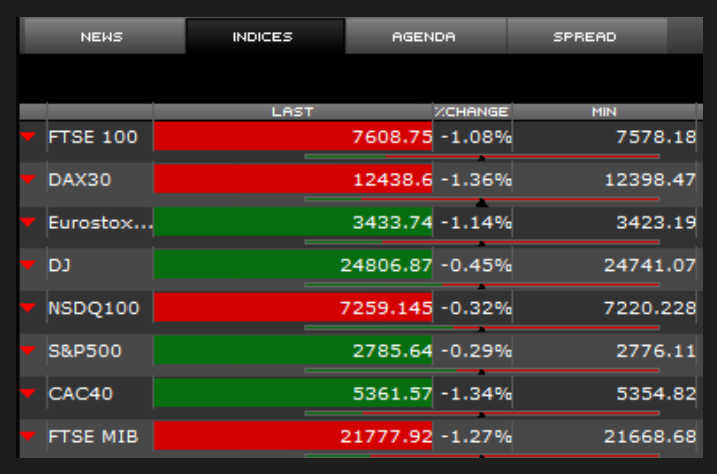 NEWS INDICES AGENDA SPREAD
LAST %CHANGE MIN
FTSE 100 7608.75 -1.08% 7578.18
DAX30 12438.6 -1.36% 12398.47
Eurostox... 3433.74 -1.14% 3423.19
DJ 24806.87 -0.45% 24741.07
NSDQ100 7259.145 -0.32% 7220.228
S&P500 2785.64 -0.29% 2776.11
CAC40 5361.57 -1.34% 5354.82
FTSE MIB 21777.92 -1.27% 21668.68